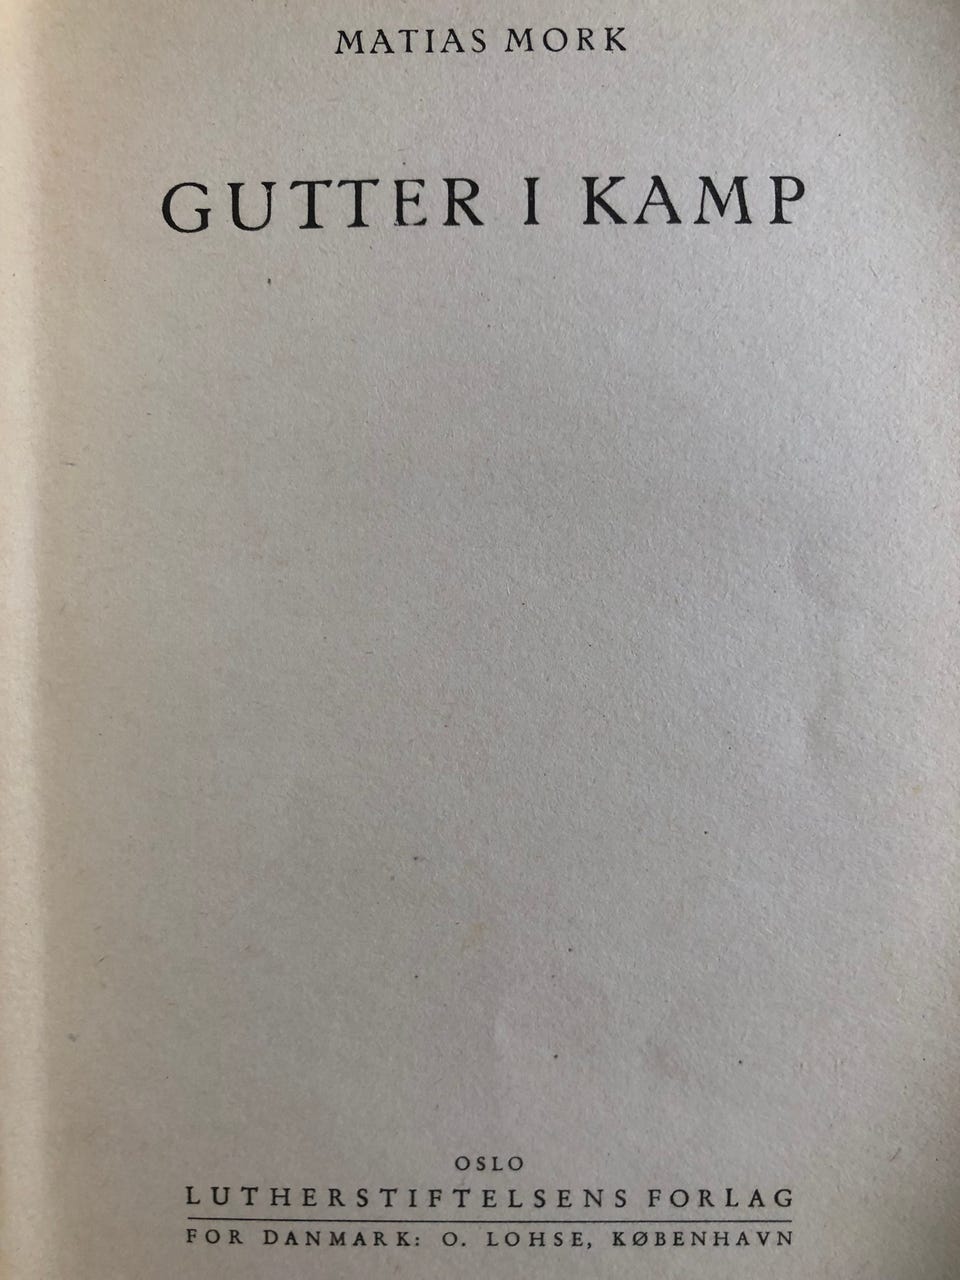 MATIAS MORK
GUTTER I KAMP
OSLO
LUTHERSTIFTELSENS FORLAG
FOR DANMARK: O. LOHSE, KØBENHAVN